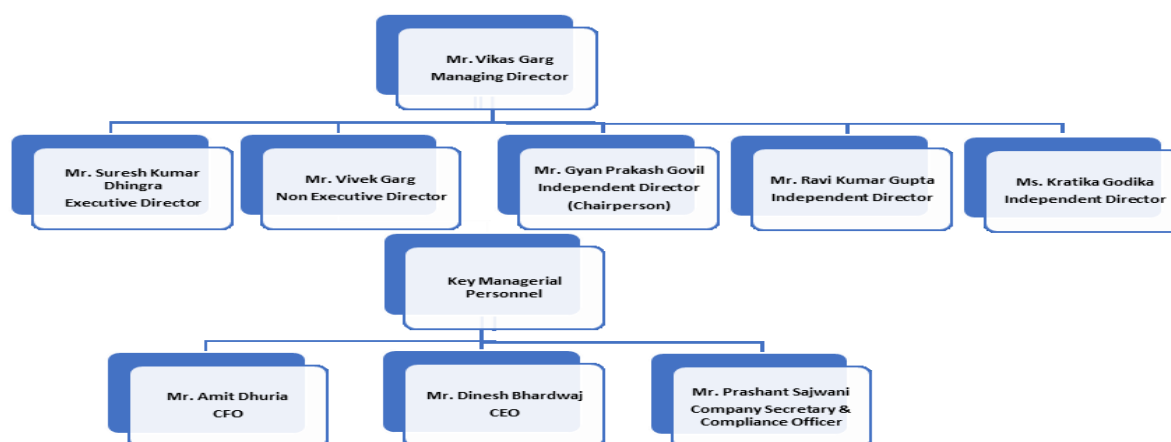 Mr. Vikas Garg
Managing Director
Mr. Suresh Kumar
Dhingra
Executive Director
Mr. Vivek Garg
Non Executive Director
Mr. Gyan Prakash Govil
Independent Director
(Chairperson)
Mr. Ravi Kumar Gupta
Independent Director
Ms. Kratika Godika
Independent Director
Key Managerial
Personnel
Mr. Amit Dhuria
CFO
Mr. Dinesh Bhardwaj
CEO
Mr. Prashant Sajwani
Company Secretary &
Compliance Officer